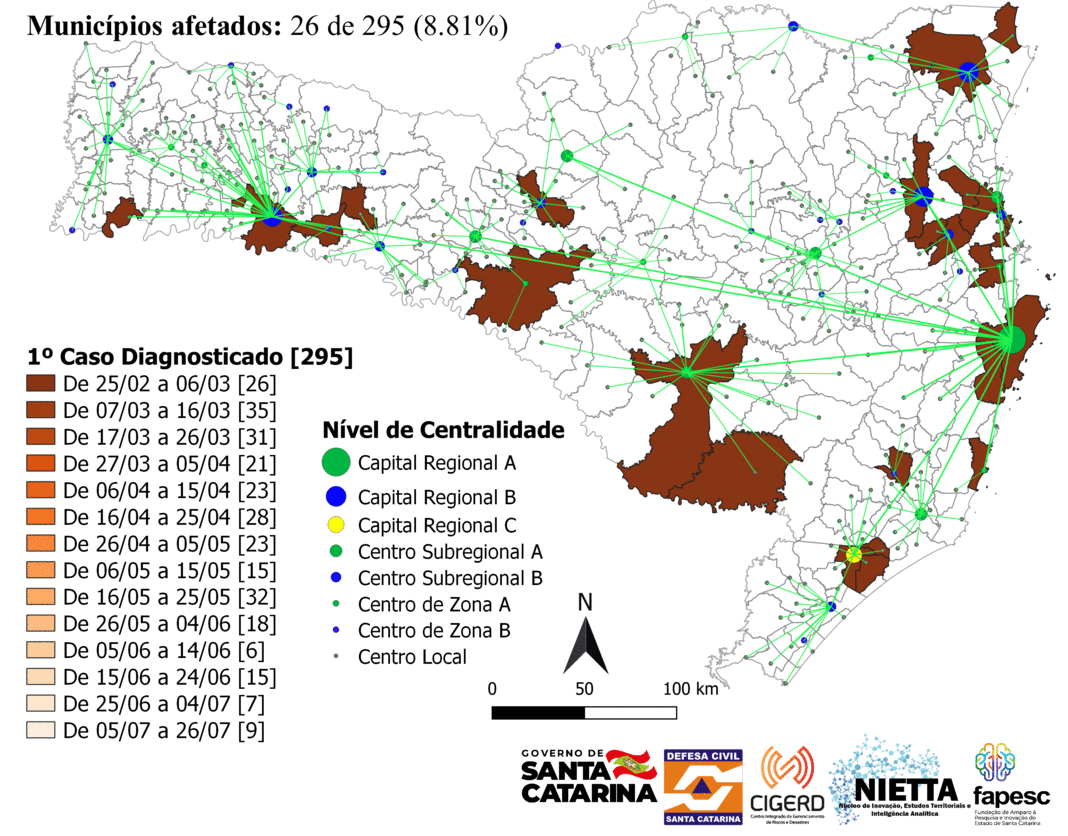 Municípios afetados: 26 de 295 (8.81%)
1º Caso Diagnosticado [295]
De 25/02 a 06/03 [26]
De 07/03 a 16/03 [35]
De 17/03 a 26/03 [31]
De 27/03 a 05/04 [21]
De 06/04 a 15/04 [23]
De 16/04 a 25/04 [28]
De 26/04 a 05/05 [23]
De 06/05 a 15/05 [15]
De 16/05 a 25/05 [32]
De 26/05 a 04/06 [18]
De 05/06 a 14/06 [6]
De 15/06 a 24/06 [15]
De 25/06 a 04/07 [7]
De 05/07 a 26/07 [9]
Nível de Centralidade
Capital Regional A
Capital Regional B
Capital Regional C
Centro Subregional A
Centro Subregional B
Centro de Zona A
Centro de Zona B
Centro Local
N
0 50 100 km
GOVERNO DE
SANTA
CATARINA
DEFESA CIVIL
SANTA CATARINA
CIGERD
Centro Integrado de Gerenciamento
de Riscos e Desastres
NIETTA
Núcleo de Inovação, Estudos Territoriais e
Inteligência Analítica
fapesc
Fundação de Amparo à
Pesquisa e Inovação do
Estado de Santa Catarina